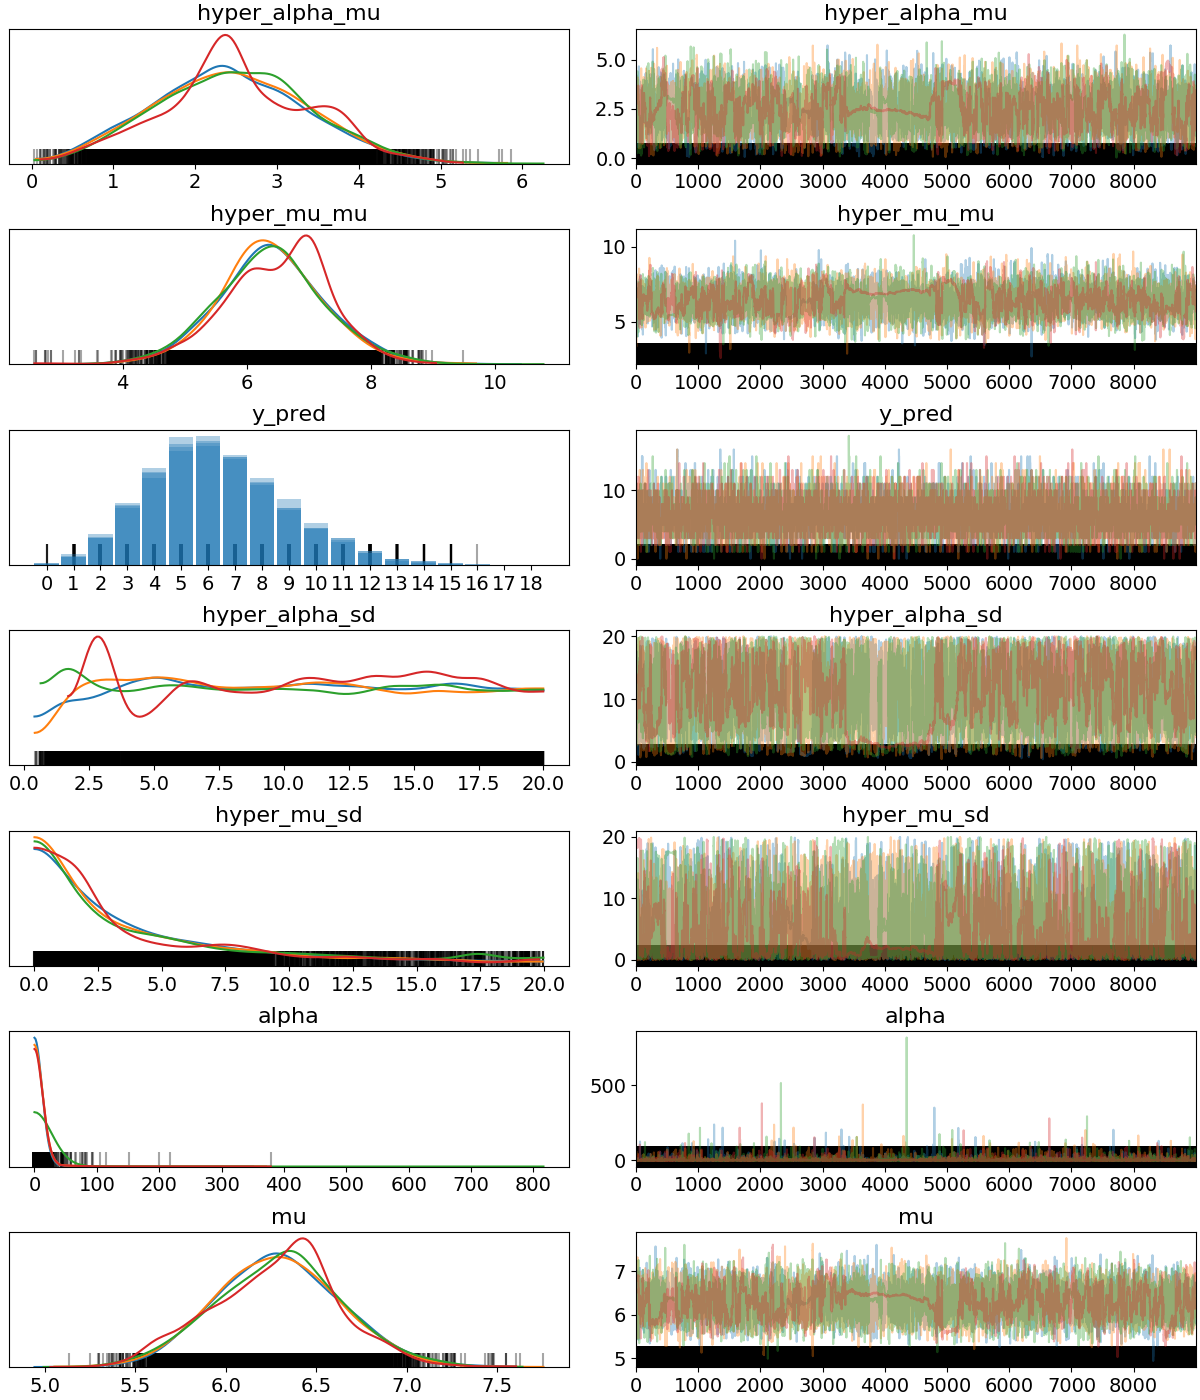 hyper_alpha_mu hyper_alpha_mu
5.0
2.5
0.0
0 1 2 3 4 5 6 0 1000 2000 3000 4000 5000 6000 7000 8000
hyper_mu_mu hyper_mu_mu
10
5
4 6 8 10 0 1000 2000 3000 4000 5000 6000 7000 8000
y_pred y_pred
10
0
0 1 2 3 4 5 6 7 8 9 10 11 12 13 14 15 16 17 18 0 1000 2000 3000 4000 5000 6000 7000 8000
hyper_alpha_sd hyper_alpha_sd
20
10
0
0.0 2.5 5.0 7.5 10.0 12.5 15.0 17.5 20.0 0 1000 2000 3000 4000 5000 6000 7000 8000
hyper_mu_sd hyper_mu_sd
20
10
0
0.0 2.5 5.0 7.5 10.0 12.5 15.0 17.5 20.0 0 1000 2000 3000 4000 5000 6000 7000 8000
alpha alpha
500
0
0 100 200 300 400 500 600 700 800 0 1000 2000 3000 4000 5000 6000 7000 8000
mu mu
7
6
5
5.0 5.5 6.0 6.5 7.0 7.5 0 1000 2000 3000 4000 5000 6000 7000 8000